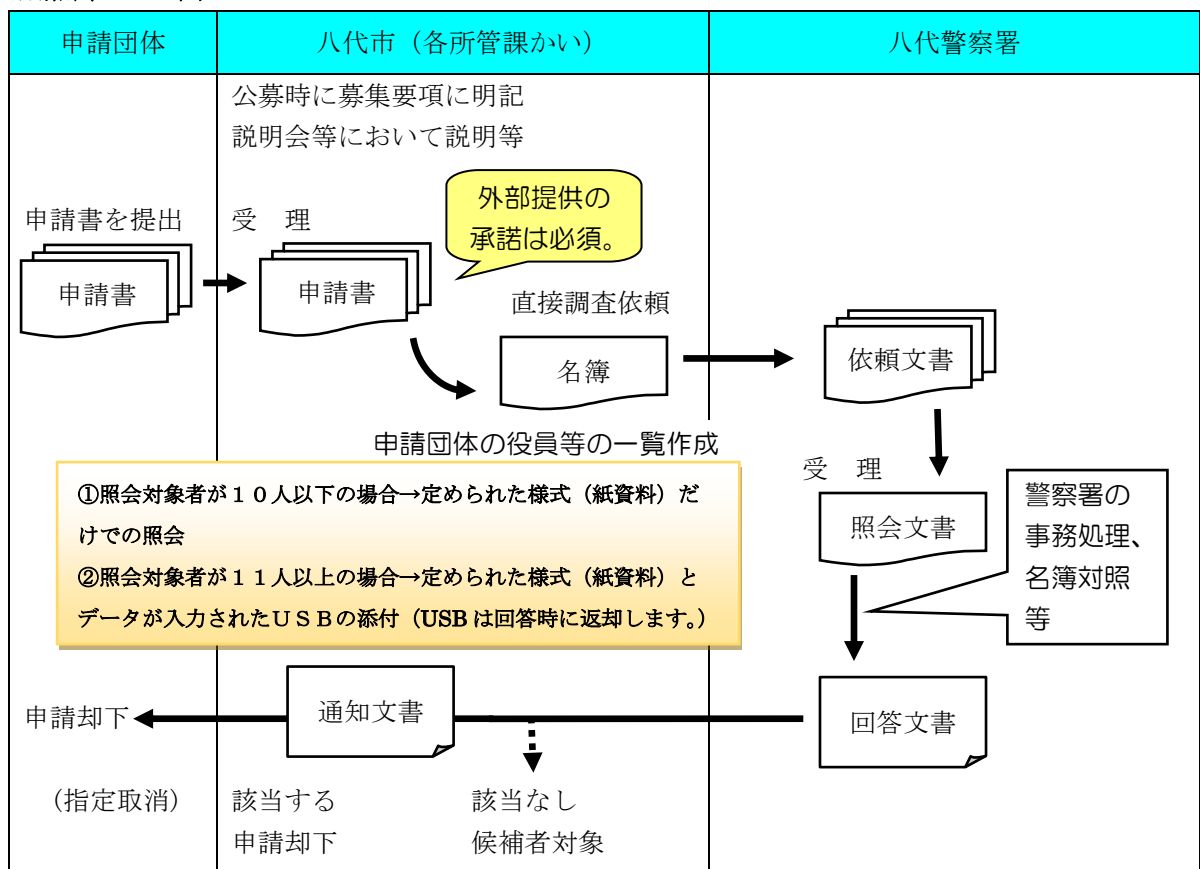 申請団体
八代市（各所管課かい）
八代警察署
公募時に募集要項に明記
説明会等において説明等
外部提供の
承諾は必須。
申請書を提出
受　理
申請書
申請書
直接調査依頼
名簿
依頼文書
申請団体の役員等の一覧作成
①照会対象者が１０人以下の場合→定められた様式（紙資料）だ
けでの照会
②照会対象者が１１人以上の場合→定められた様式（紙資料）と
データが入力されたＵＳＢの添付（USB は回答時に返却します。）
受　理
照会文書
警察署の
事務処理、
名簿対照
等
申請却下
通知文書
回答文書
（指定取消）
該当する
申請却下
該当なし
候補者対象